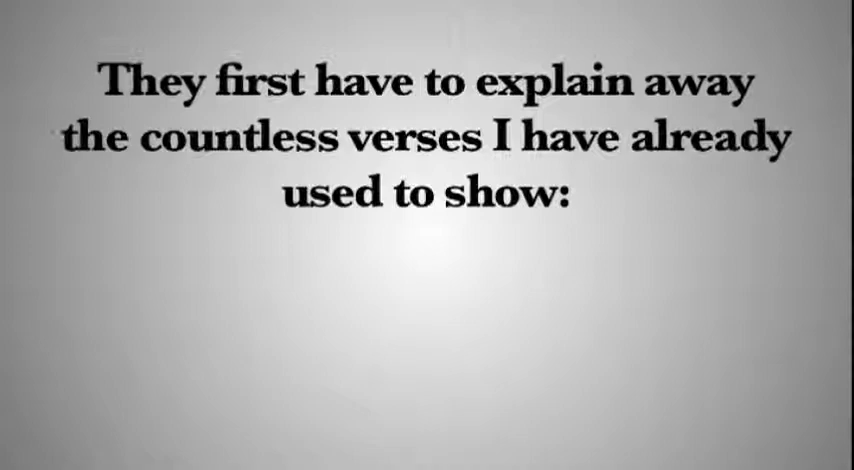 They first have to explain away
the countless verses I have already
used to show: